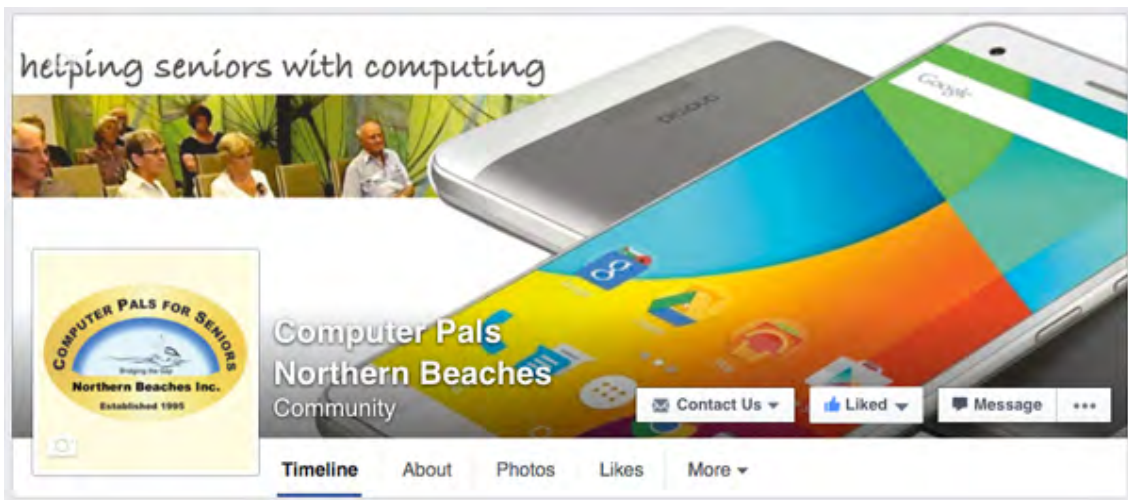 helping seniors with computing
android
Google
COMPUTER PALS FOR SENIORS
Bridging the Gap
Northern Beaches Inc.
Established 1995
Computer Pals
Northern Beaches
Community
Contact Us
Liked
Message
Timeline
About
Photos
Likes
More